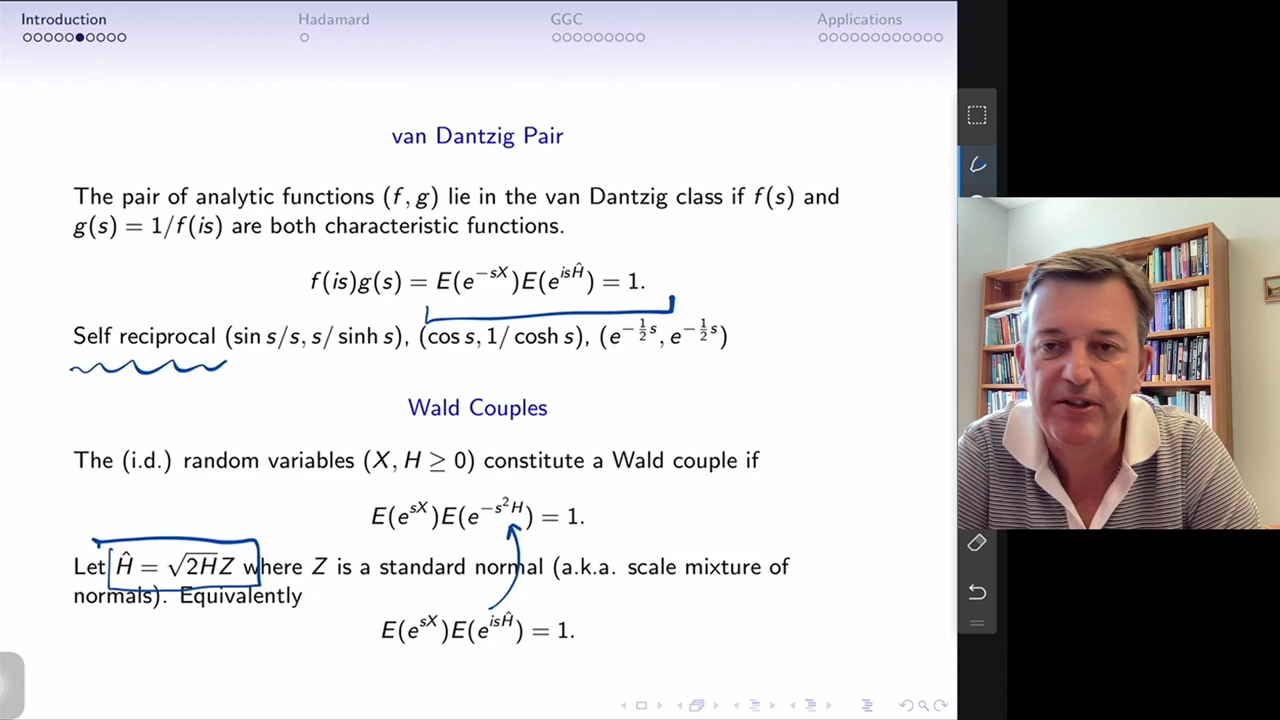 Introduction Hadamard GGC Applications
van Dantzig Pair
The pair of analytic functions (f, g) lie in the van Dantzig class if f(s) and
g(s) = 1/f(is) are both characteristic functions.
f(is)g(s) = E(e^{−sX})E(e^{isĤ}) = 1.
Self reciprocal (sin s/s, s/ sinh s), (cos s, 1/ cosh s), (e^{−½s}, e^{−½s})
Wald Couples
The (i.d.) random variables (X, H ≥ 0) constitute a Wald couple if
E(e^{sX})E(e^{−s²H}) = 1.
Let Ĥ = √2H Z where Z is a standard normal (a.k.a. scale mixture of
normals). Equivalently
E(e^{sX})E(e^{isĤ}) = 1.